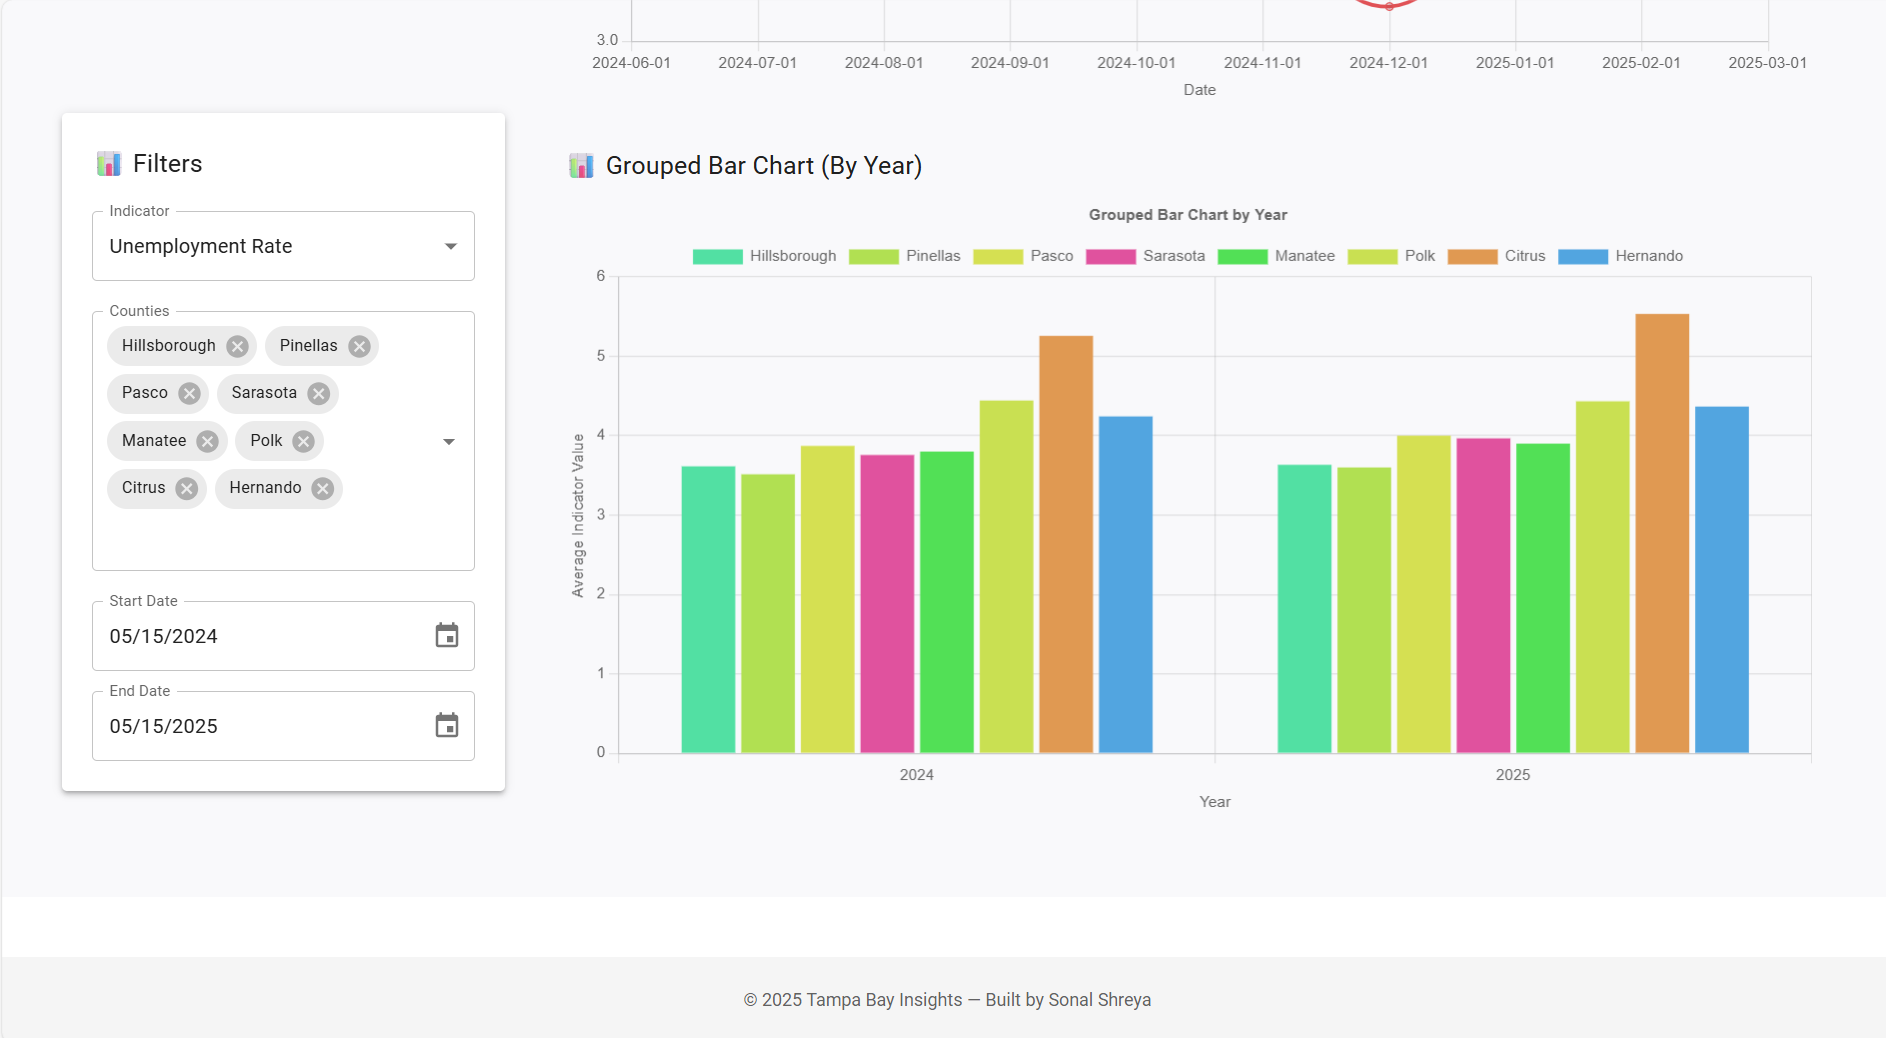 3.0
2024-06-01 2024-07-01 2024-08-01 2024-09-01 2024-10-01 2024-11-01 2024-12-01 2025-01-01 2025-02-01 2025-03-01
Date
Filters
Indicator
Unemployment Rate
Counties
Hillsborough Pinellas
Pasco Sarasota
Manatee Polk
Citrus Hernando
Start Date
05/15/2024
End Date
05/15/2025
Grouped Bar Chart (By Year)
Grouped Bar Chart by Year
Hillsborough Pinellas Pasco Sarasota Manatee Polk Citrus Hernando
Average Indicator Value
6
5
4
3
2
1
0
2024 2025
Year
© 2025 Tampa Bay Insights — Built by Sonal Shreya